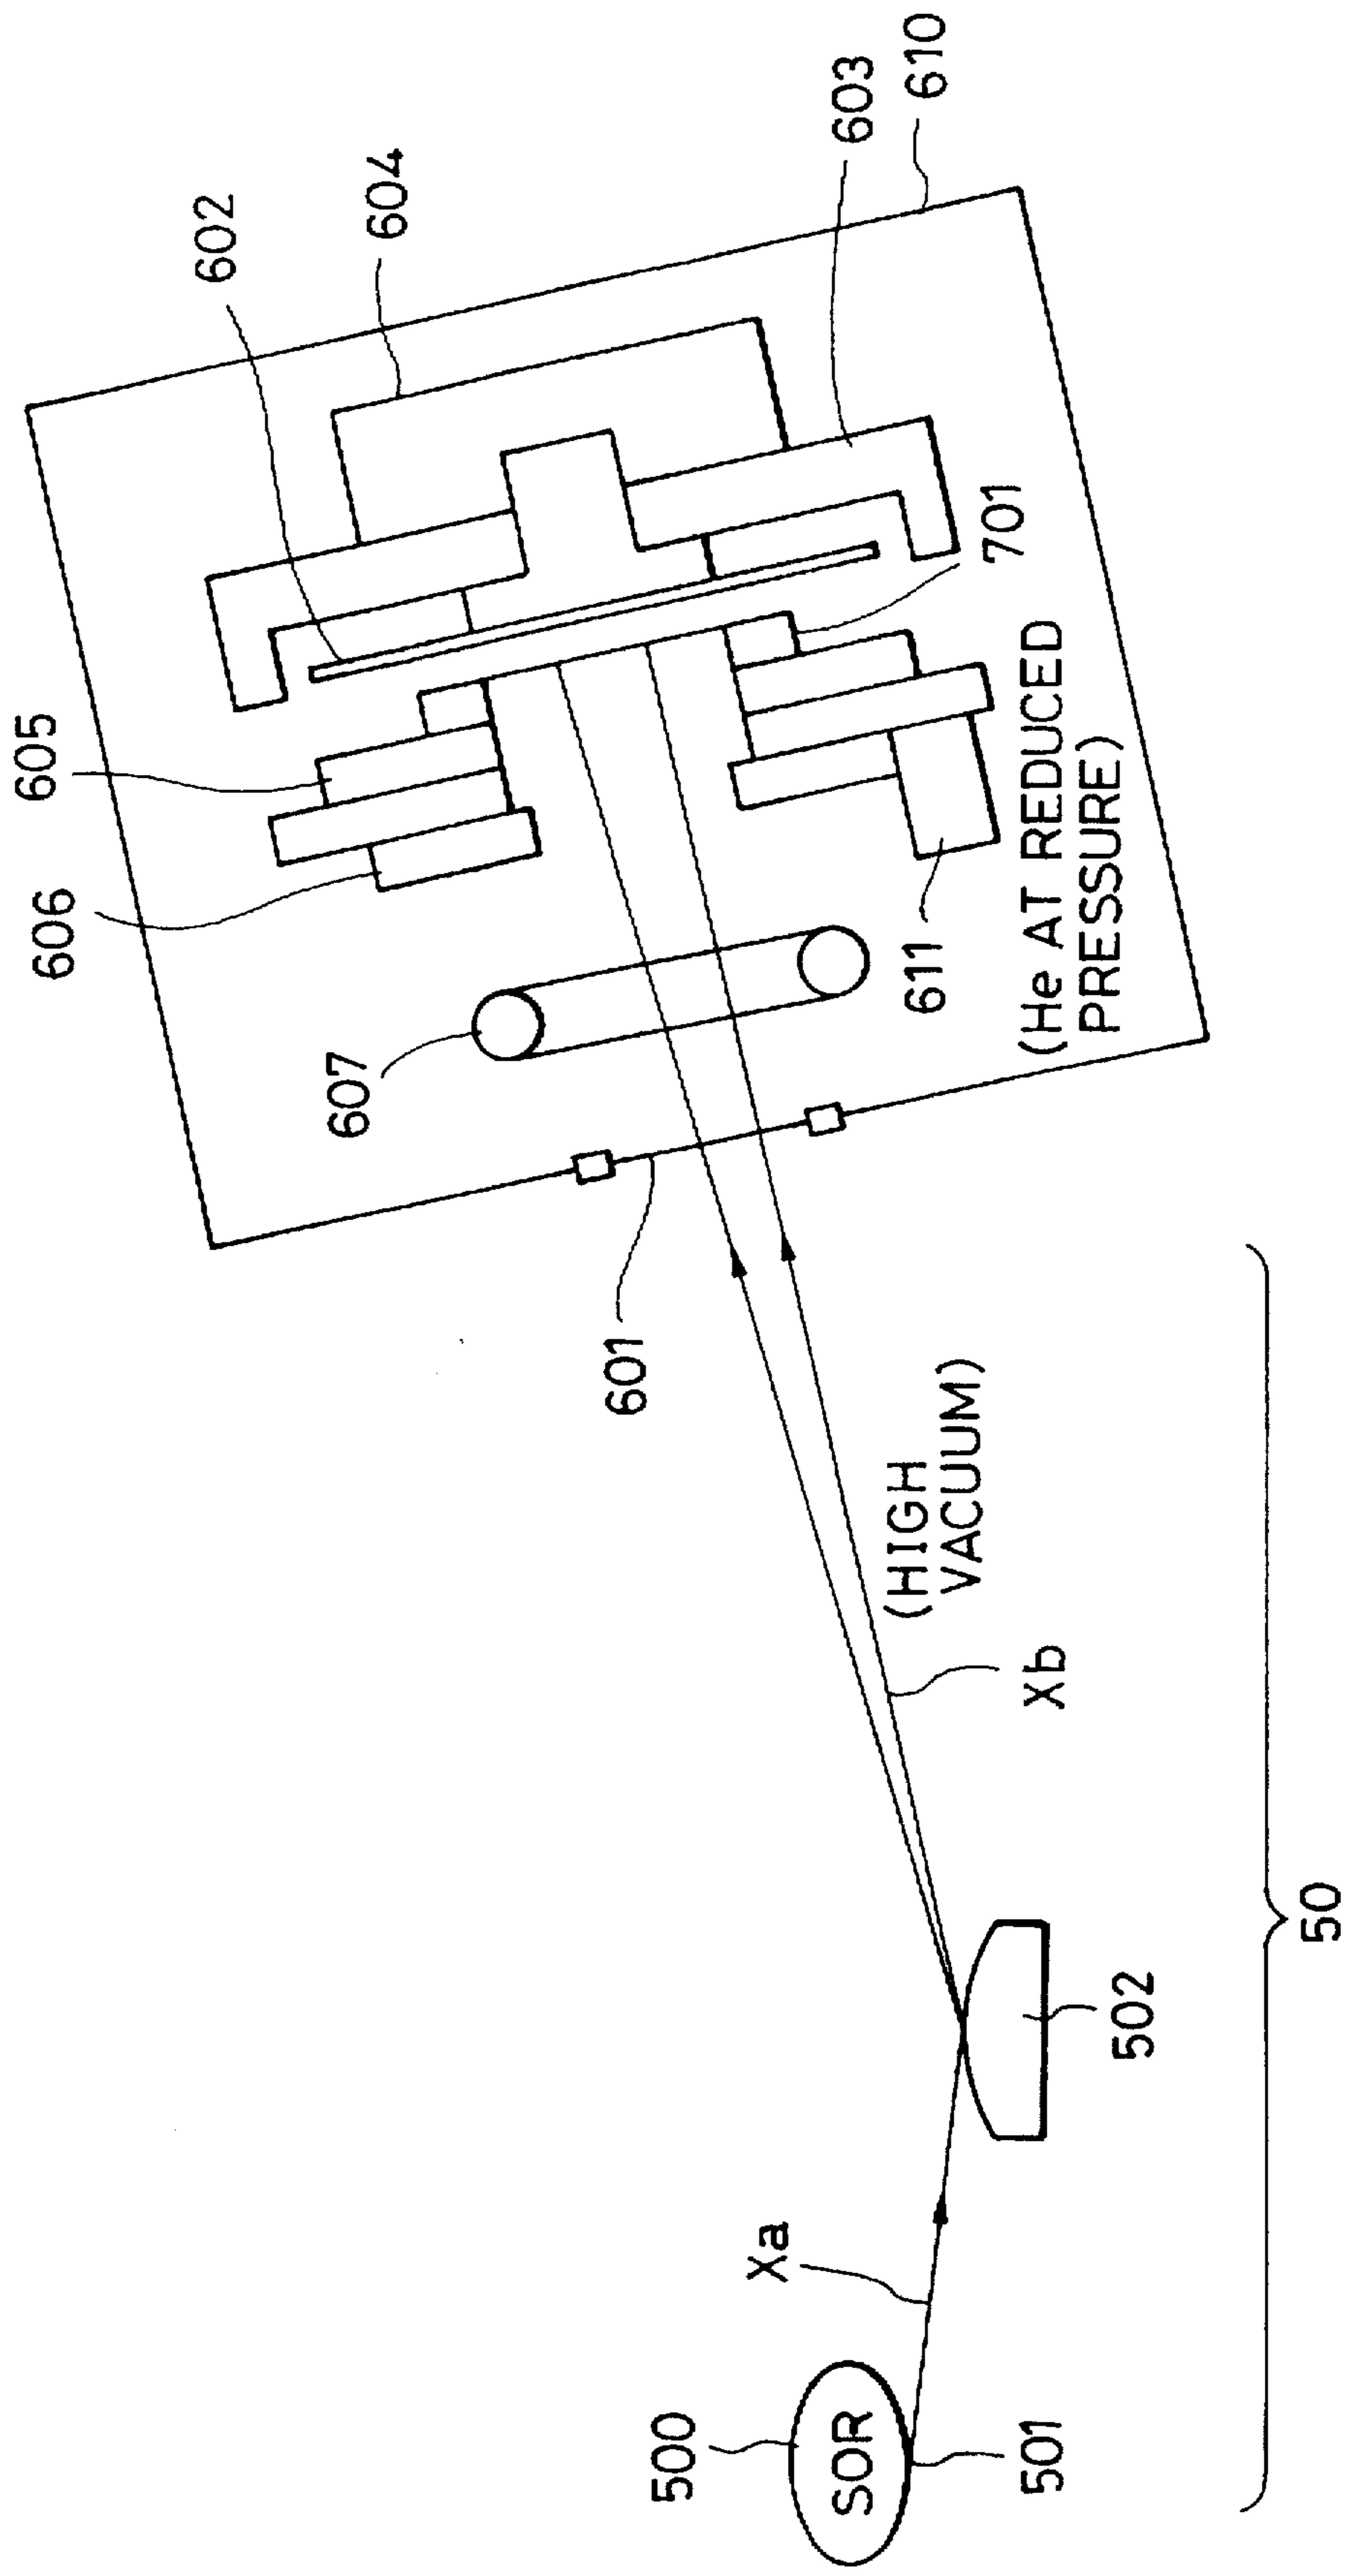 602
604
603
610
605
606
607
601
611
701
(He AT REDUCED
PRESSURE)
(HIGH
VACUUM)
Xb
Xa
500
SOR
501
502
50